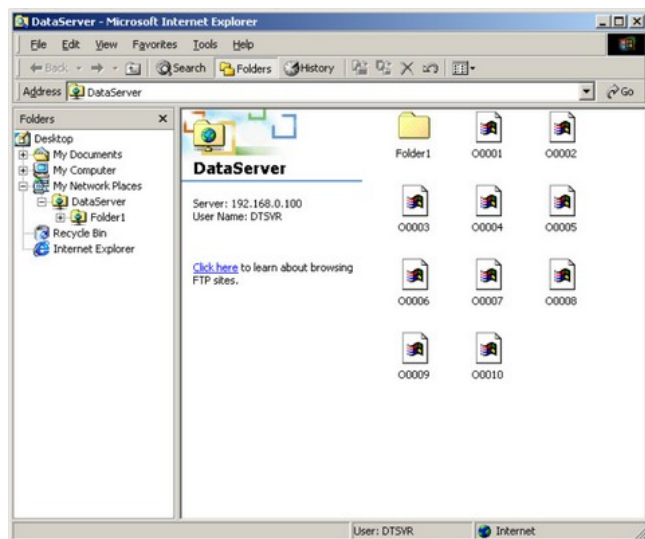 DataServer - Microsoft Internet Explorer
File Edit View Favorites Tools Help
Back Search Folders History
Address DataServer Go
Folders
Desktop
My Documents
My Computer
My Network Places
DataServer
Folder1
Recycle Bin
Internet Explorer
DataServer
Server: 192.168.0.100
User Name: DTSVR
Click here to learn about browsing
FTP sites.
Folder1 O0001 O0002
O0003 O0004 O0005
O0006 O0007 O0008
O0009 O0010
User: DTSVR Internet